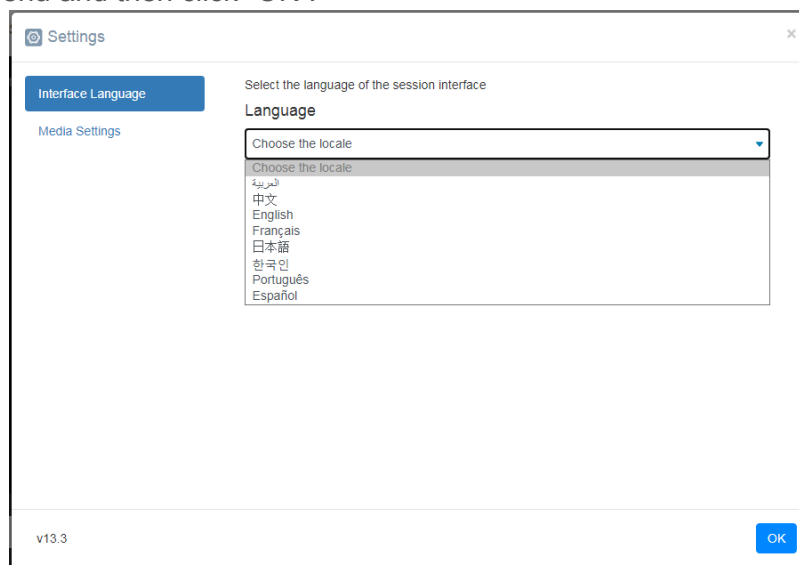 Settings
×
Interface Language
Media Settings
Select the language of the session interface
Language
Choose the locale
Choose the locale
العربية
中文
English
Français
日本語
한국인
Português
Español
v13.3
OK